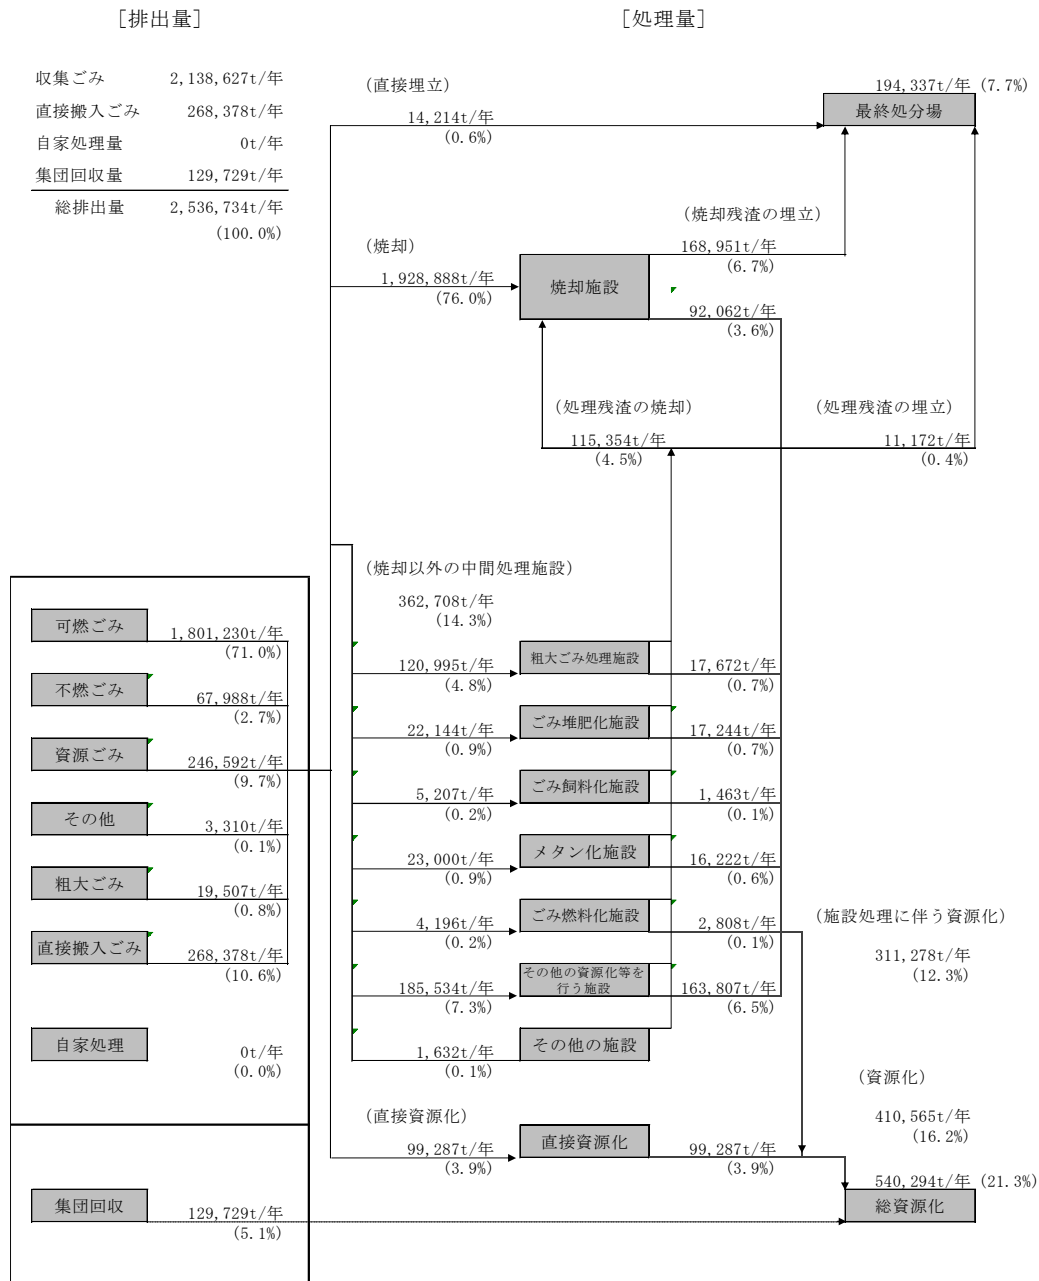 [排出量]
[処理量]
収集ごみ 2,138,627t/年
直接搬入ごみ 268,378t/年
自家処理量 0t/年
集団回収量 129,729t/年
総排出量 2,536,734t/年
(100.0%)
(直接埋立)
14,214t/年
(0.6%)
194,337t/年 (7.7%)
最終処分場
(焼却残渣の埋立)
168,951t/年
(6.7%)
(焼却)
1,928,888t/年
(76.0%)
焼却施設
92,062t/年
(3.6%)
(処理残渣の焼却)
115,354t/年
(4.5%)
(処理残渣の埋立)
11,172t/年
(0.4%)
(焼却以外の中間処理施設)
362,708t/年
(14.3%)
可燃ごみ 1,801,230t/年
(71.0%)
不燃ごみ 67,988t/年
(2.7%)
資源ごみ 246,592t/年
(9.7%)
その他 3,310t/年
(0.1%)
粗大ごみ 19,507t/年
(0.8%)
直接搬入ごみ 268,378t/年
(10.6%)
自家処理 0t/年
(0.0%)
集団回収 129,729t/年
(5.1%)
120,995t/年 粗大ごみ処理施設 17,672t/年
(4.8%) (0.7%)
22,144t/年 ごみ堆肥化施設 17,244t/年
(0.9%) (0.7%)
5,207t/年 ごみ飼料化施設 1,463t/年
(0.2%) (0.1%)
23,000t/年 メタン化施設 16,222t/年
(0.9%) (0.6%)
4,196t/年 ごみ燃料化施設 2,808t/年
(0.2%) (0.1%)
その他の資源化等を
185,534t/年 行う施設 163,807t/年
(7.3%) (6.5%)
1,632t/年 その他の施設
(0.1%)
(施設処理に伴う資源化)
311,278t/年
(12.3%)
(直接資源化)
99,287t/年 直接資源化 99,287t/年
(3.9%) (3.9%)
(資源化)
410,565t/年
(16.2%)
540,294t/年 (21.3%)
総資源化